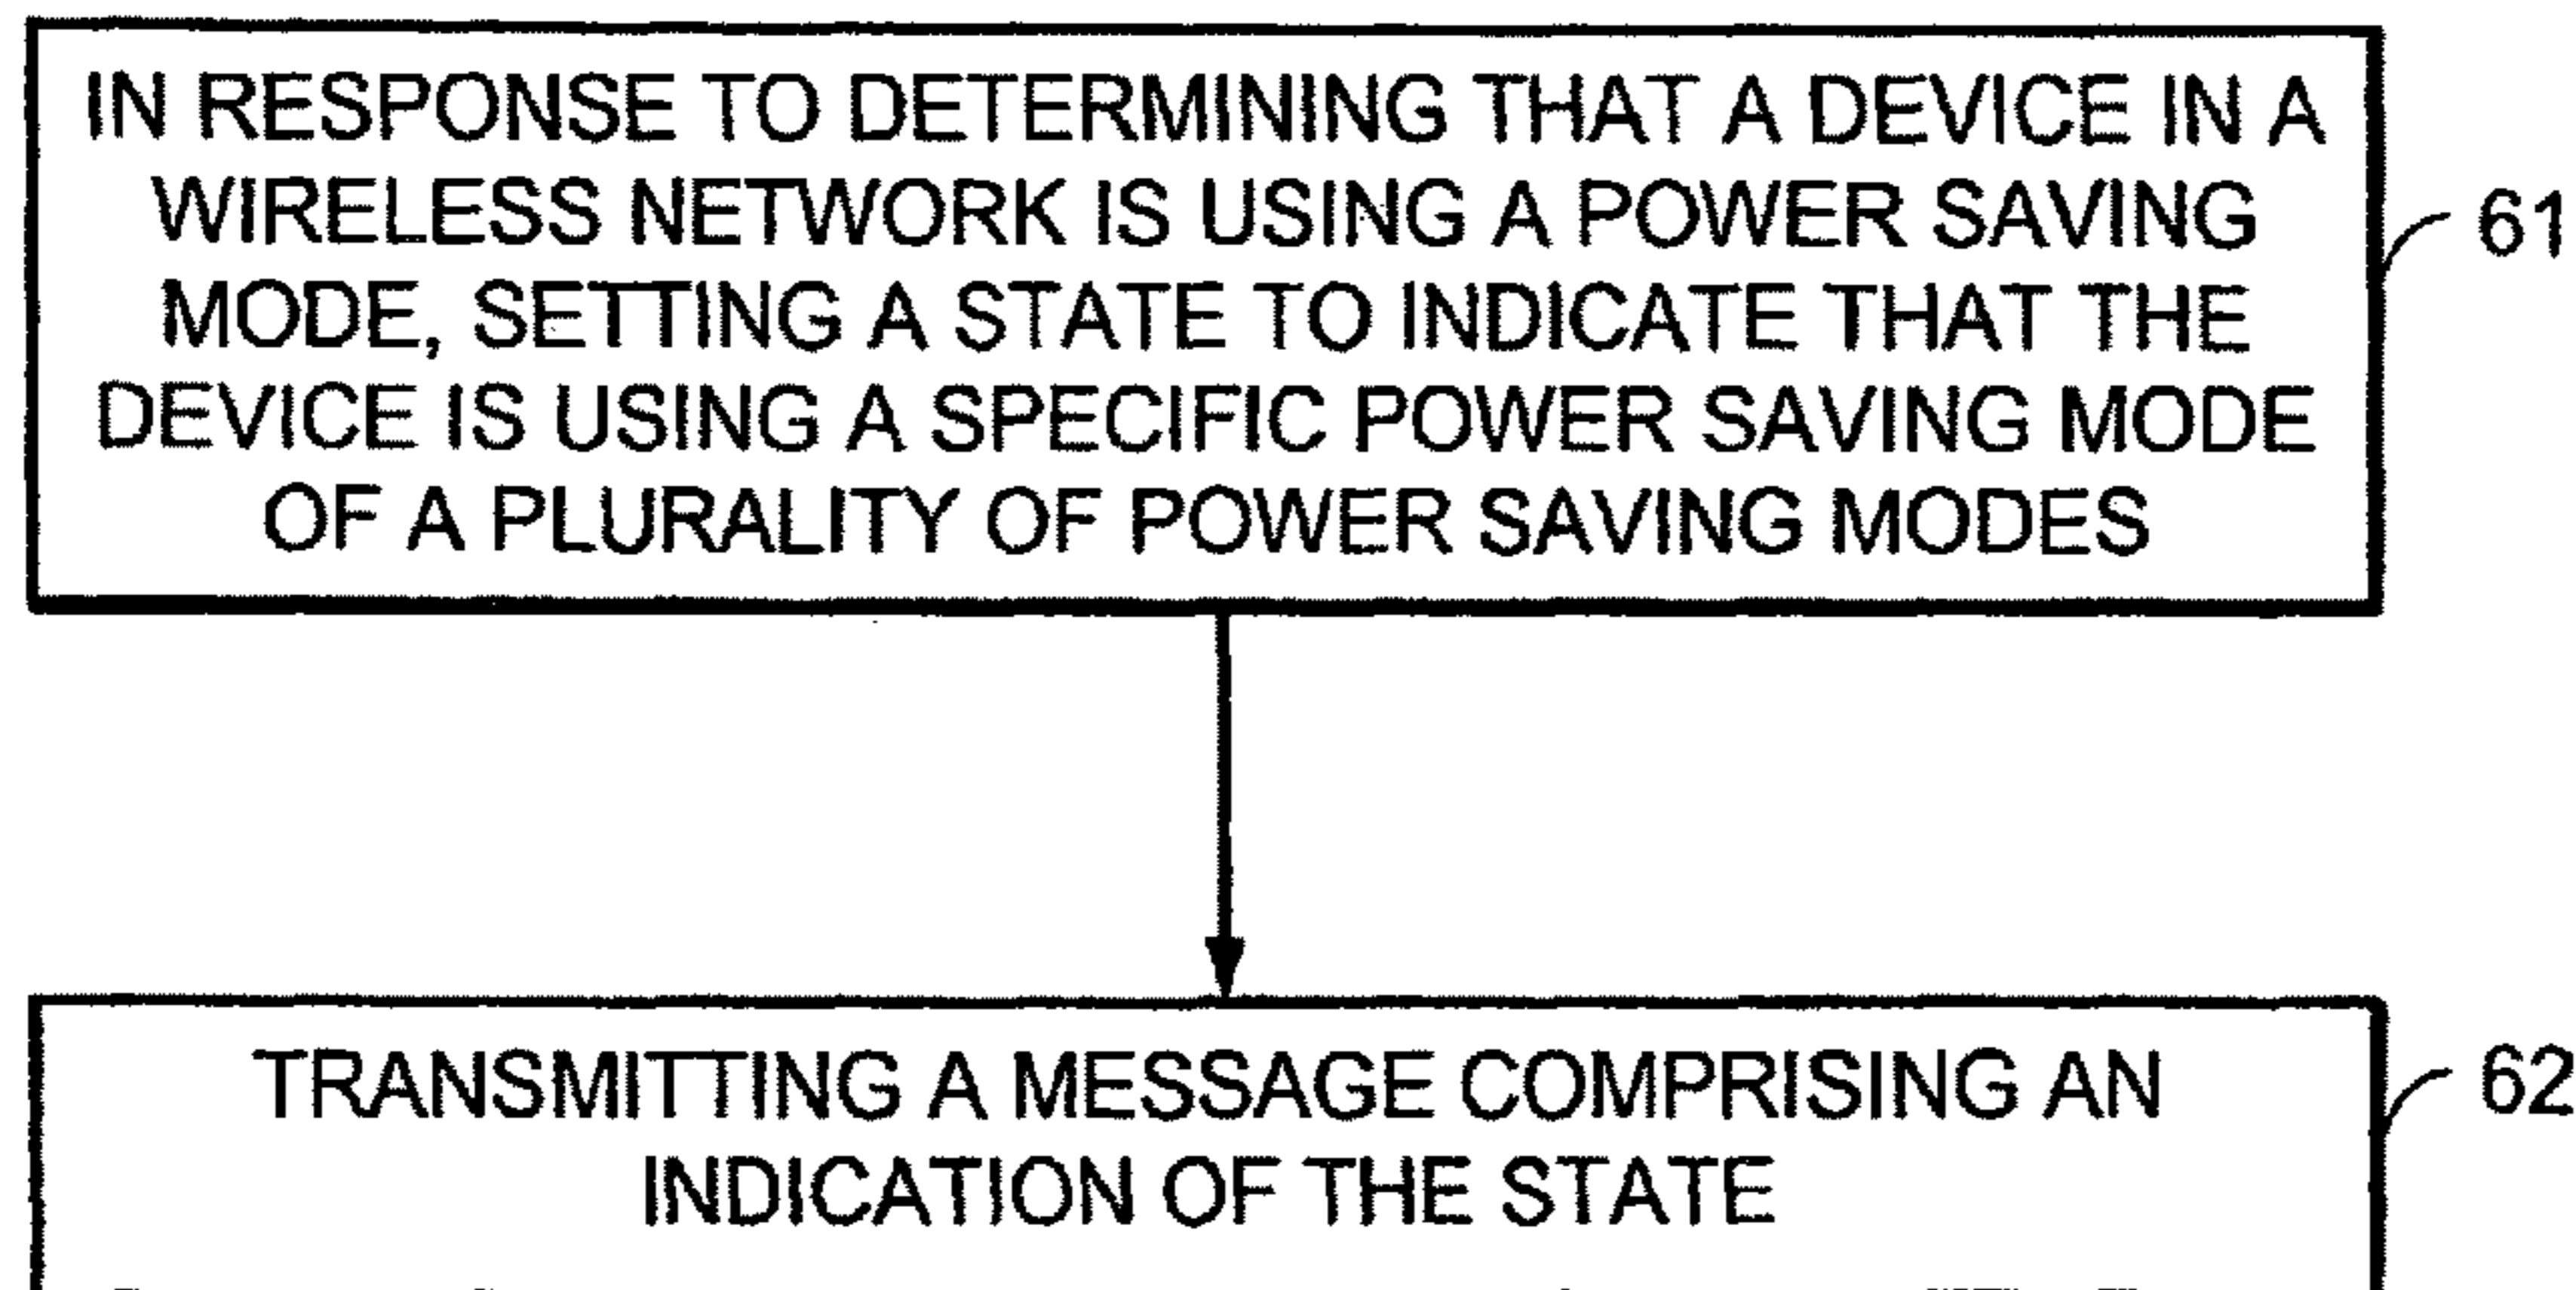 IN RESPONSE TO DETERMINING THAT A DEVICE IN A
WIRELESS NETWORK IS USING A POWER SAVING
MODE, SETTING A STATE TO INDICATE THAT THE
DEVICE IS USING A SPECIFIC POWER SAVING MODE
OF A PLURALITY OF POWER SAVING MODES
61
TRANSMITTING A MESSAGE COMPRISING AN
INDICATION OF THE STATE
62